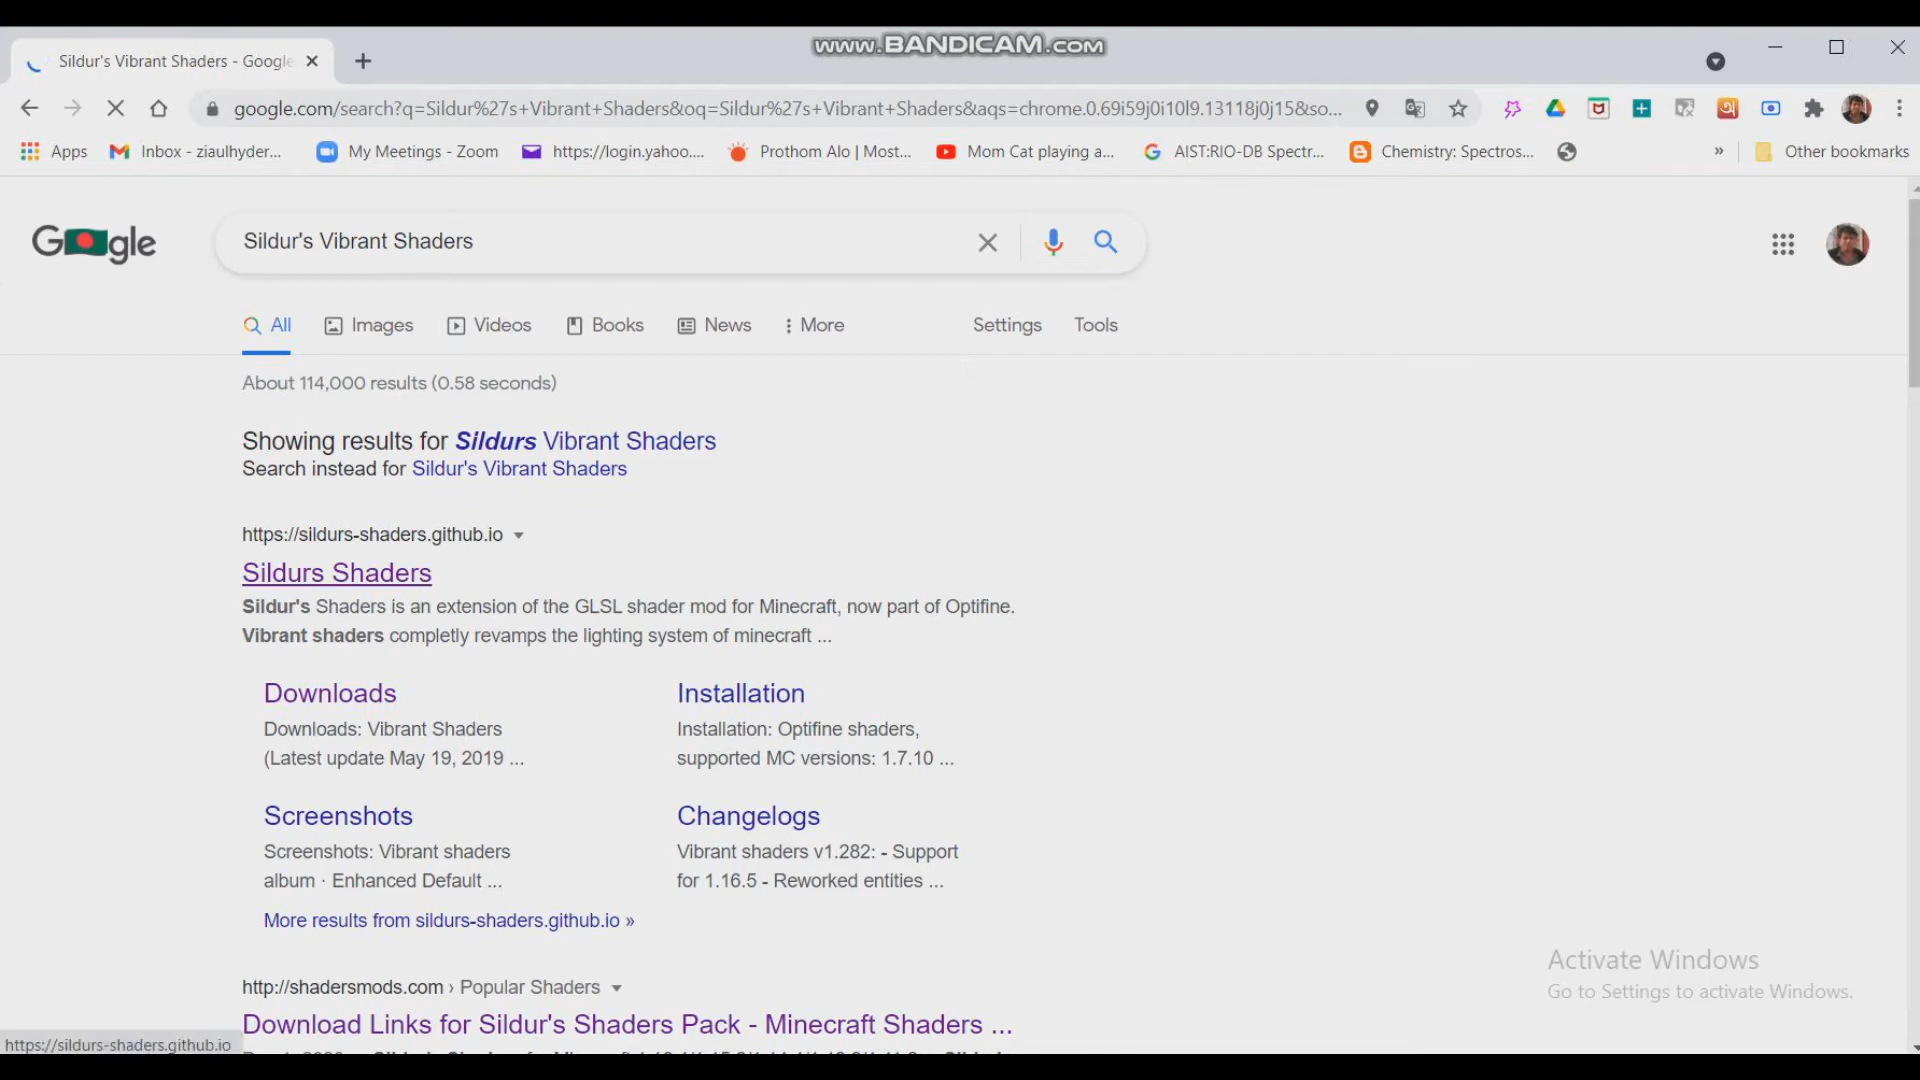 www.BANDICAM.com
Sildur's Vibrant Shaders - Google
google.com/search?q=Sildur%27s+Vibrant+Shaders&oq=Sildur%27s+Vibrant+Shaders&aqs=chrome.0.69i59j0i10l9.13118j0j15&so...
Apps
Inbox - ziaulhyder...
My Meetings - Zoom
https://login.yahoo....
Prothom Alo | Most...
Mom Cat playing a...
AIST:RIO-DB Spectr...
Chemistry: Spectros...
»
Other bookmarks
Google
Sildur's Vibrant Shaders
All
Images
Videos
Books
News
More
Settings
Tools
About 114,000 results (0.58 seconds)
Showing results for Sildurs Vibrant Shaders
Search instead for Sildur's Vibrant Shaders
https://sildurs-shaders.github.io
Sildurs Shaders
Sildur's Shaders is an extension of the GLSL shader mod for Minecraft, now part of Optifine.
Vibrant shaders completly revamps the lighting system of minecraft ...
Downloads
Downloads: Vibrant Shaders
(Latest update May 19, 2019 ...
Installation
Installation: Optifine shaders,
supported MC versions: 1.7.10 ...
Screenshots
Screenshots: Vibrant shaders
album · Enhanced Default ...
Changelogs
Vibrant shaders v1.282: - Support
for 1.16.5 - Reworked entities ...
More results from sildurs-shaders.github.io »
http://shadersmods.com › Popular Shaders
Download Links for Sildur's Shaders Pack - Minecraft Shaders ...
Activate Windows
Go to Settings to activate Windows.
https://sildurs-shaders.github.io